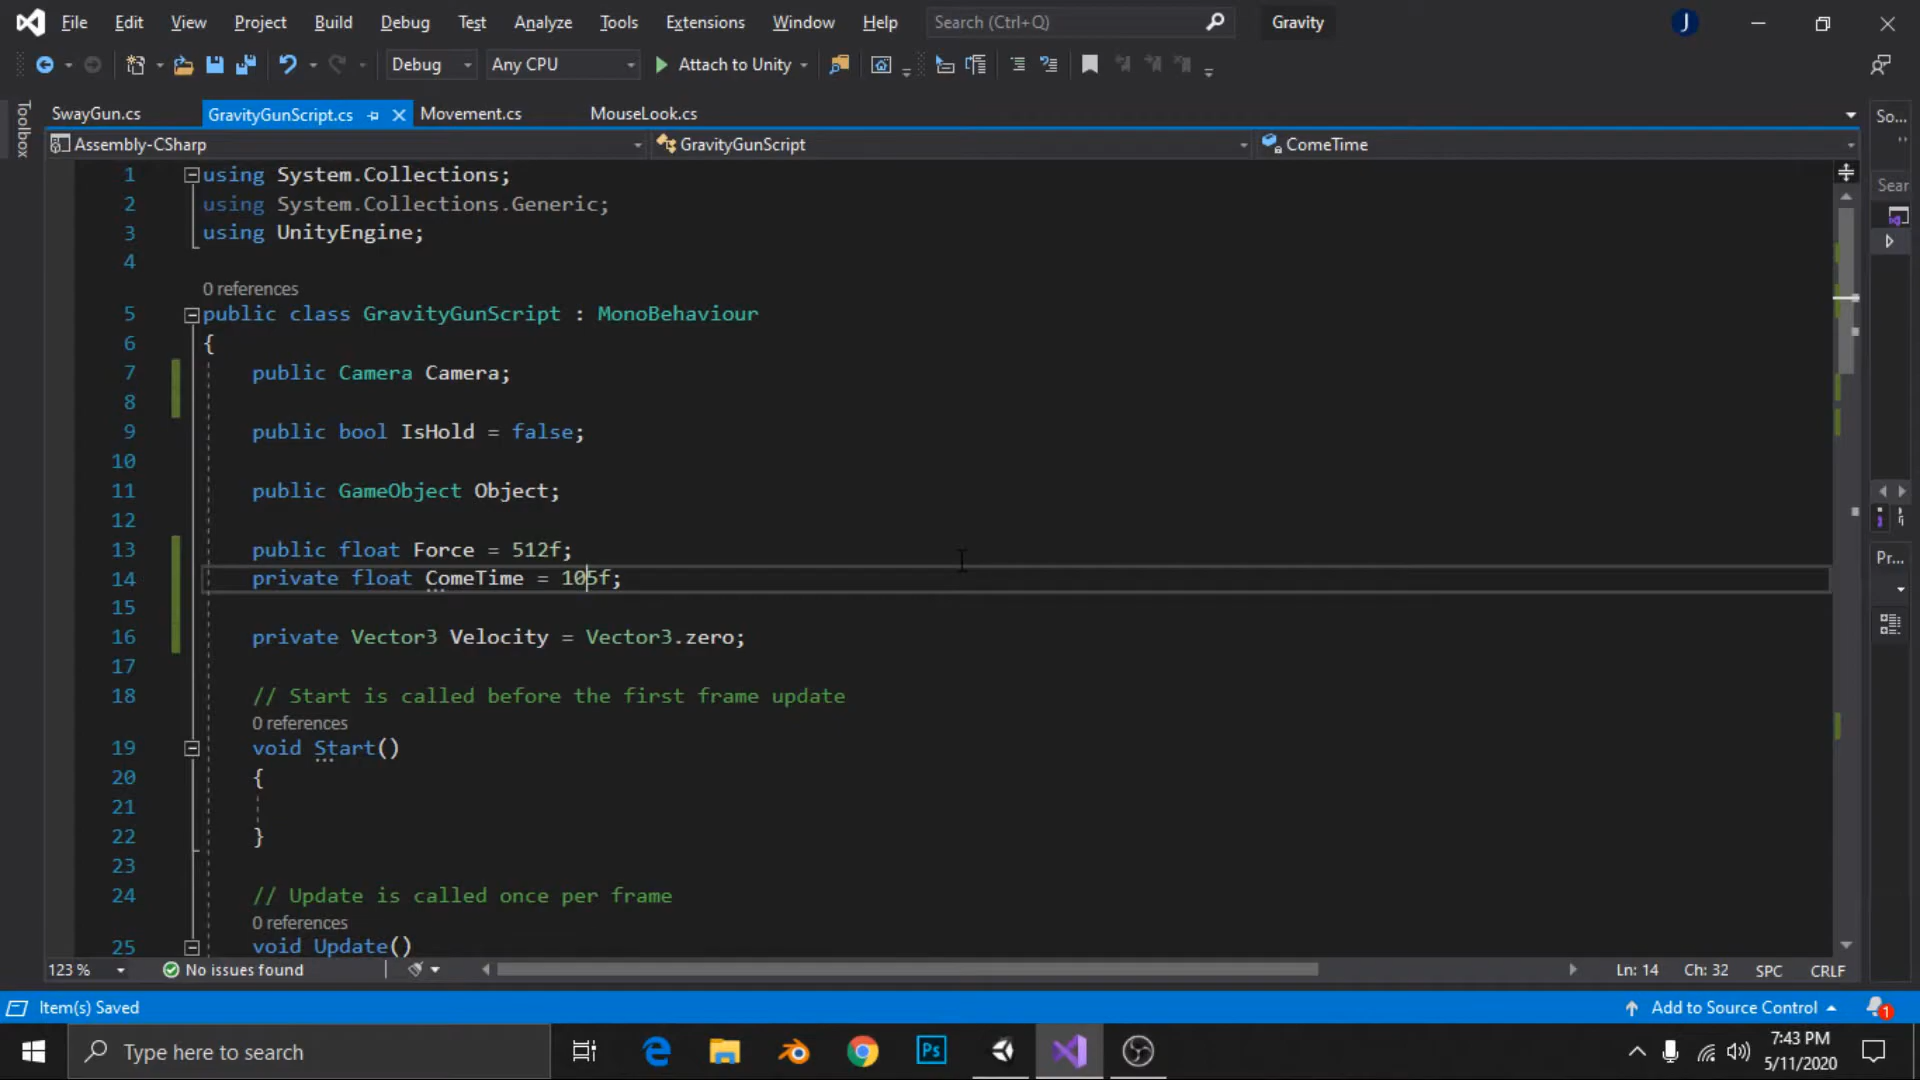 File Edit View Project Build Debug Test Analyze Tools Extensions Window Help Search (Ctrl+Q) Gravity J
Debug Any CPU Attach to Unity
Toolbox
SwayGun.cs GravityGunScript.cs Movement.cs MouseLook.cs So...
Assembly-CSharp GravityGunScript ComeTime
1 using System.Collections;
Sear
2 using System.Collections.Generic;
3 using UnityEngine;
4
0 references
5 public class GravityGunScript : MonoBehaviour
6 {
7 public Camera Camera;
8
9 public bool IsHold = false;
10
11 public GameObject Object;
12
13 public float Force = 512f;
Pr...
14 private float ComeTime = 105f;
15
16 private Vector3 Velocity = Vector3.zero;
17
18 // Start is called before the first frame update
0 references
19 void Start()
20 {
21
22 }
23
24 // Update is called once per frame
0 references
25 void Update()
123 % No issues found Ln: 14 Ch: 32 SPC CRLF
Item(s) Saved Add to Source Control 1
Type here to search Ps 7:43 PM
5/11/2020